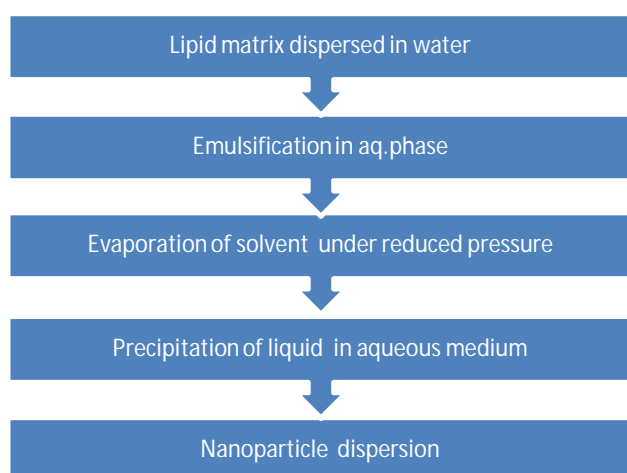 Lipid matrix dispersed in water
Emulsification in aq.phase
Evaporation of solvent under reduced pressure
Precipitation of liquid in aqueous medium
Nanoparticle dispersion